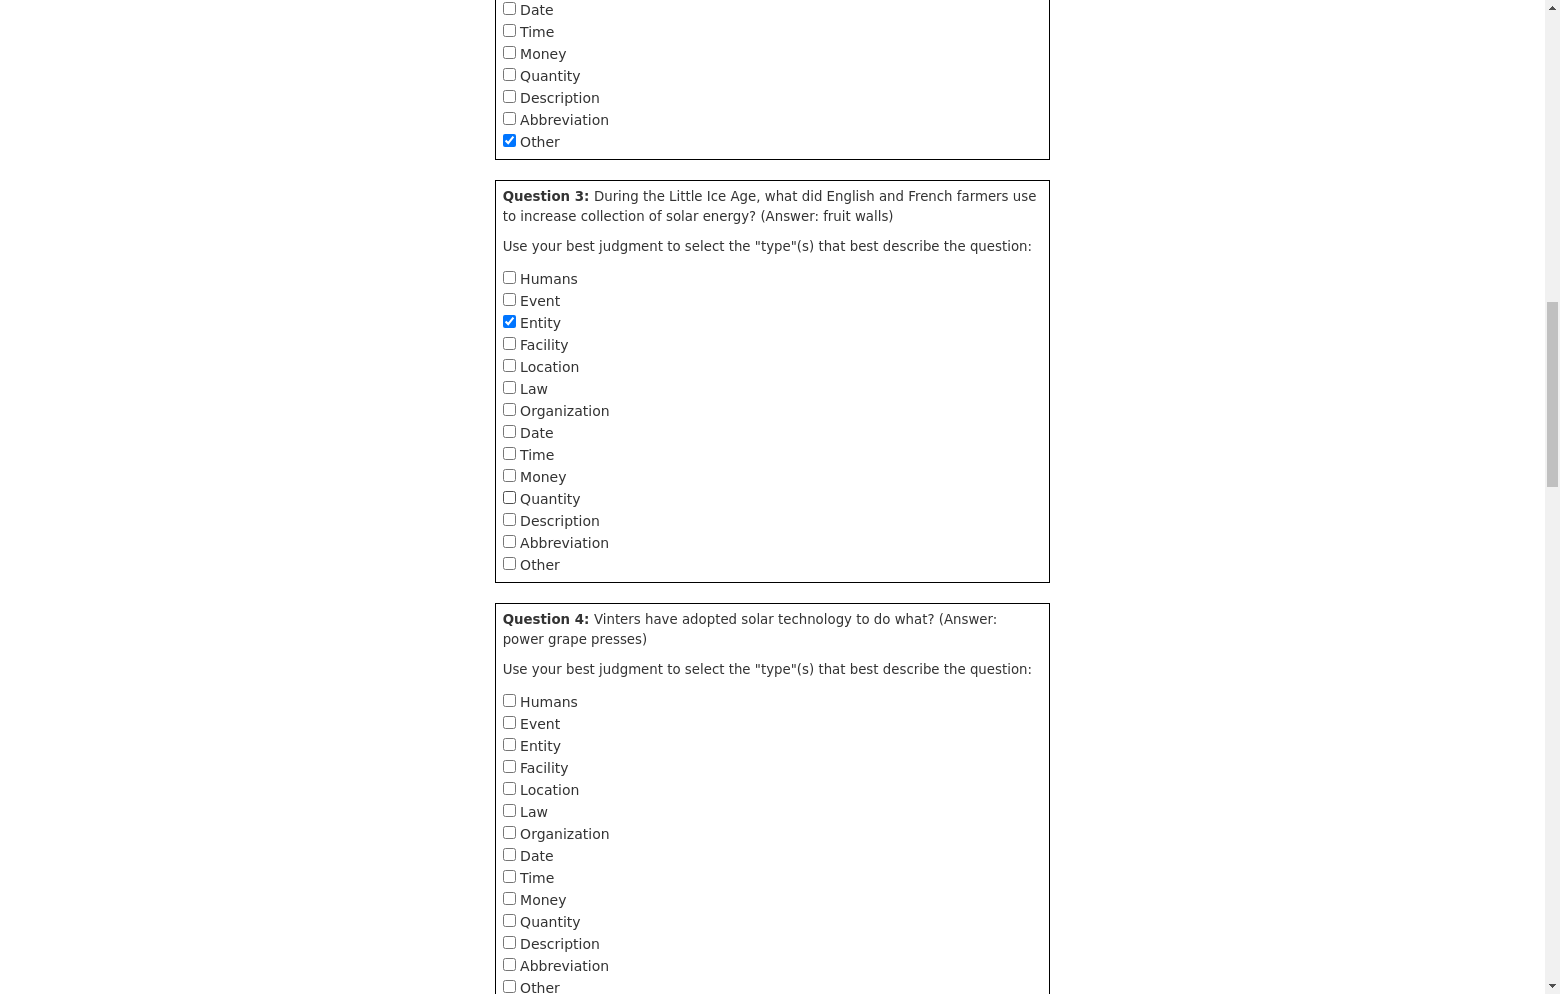 Date
Time
Money
Quantity
Description
Abbreviation
Other
Question 3: During the Little Ice Age, what did English and French farmers use
to increase collection of solar energy? (Answer: fruit walls)
Use your best judgment to select the "type"(s) that best describe the question:
Humans
Event
Entity
Facility
Location
Law
Organization
Date
Time
Money
Quantity
Description
Abbreviation
Other
Question 4: Vinters have adopted solar technology to do what? (Answer:
power grape presses)
Use your best judgment to select the "type"(s) that best describe the question:
Humans
Event
Entity
Facility
Location
Law
Organization
Date
Time
Money
Quantity
Description
Abbreviation
Other